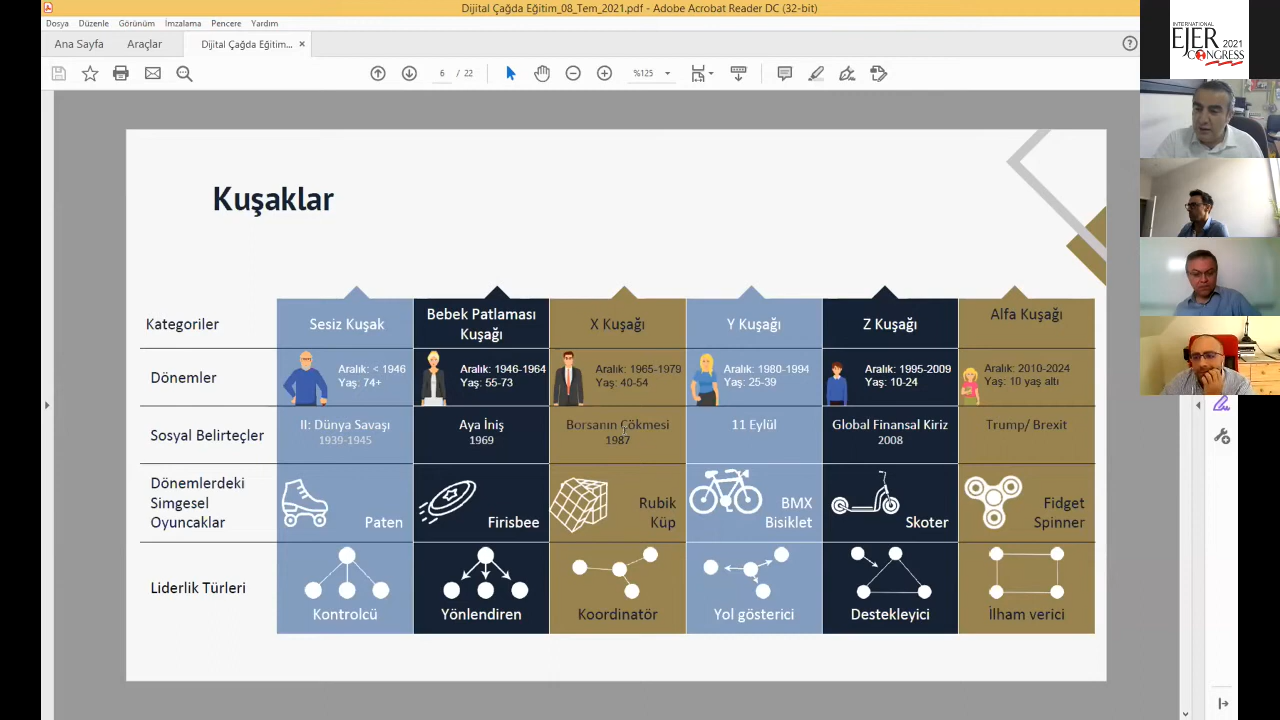 Dijital Çağda Eğitim_08_Tem_2021.pdf - Adobe Acrobat Reader DC (32-bit)
Dosya Düzenle Görünüm İmzalama Pencere Yardım
Ana Sayfa Araçlar Dijital Çağda Eğitim... ×
6 / 22 %125
INTERNATIONAL
EJER 2021
CONGRESS
Kuşaklar
Kategoriler
Sesiz Kuşak
Bebek Patlaması
Kuşağı
X Kuşağı
Y Kuşağı
Z Kuşağı
Alfa Kuşağı
Dönemler
Aralık: < 1946
Yaş: 74+
Aralık: 1946-1964
Yaş: 55-73
Aralık: 1965-1979
Yaş: 40-54
Aralık: 1980-1994
Yaş: 25-39
Aralık: 1995-2009
Yaş: 10-24
Aralık: 2010-2024
Yaş: 10 yaş altı
Sosyal Belirteçler
II: Dünya Savaşı
1939-1945
Aya İniş
1969
Borsanın Çökmesi
1987
11 Eylül
Global Finansal Kiriz
2008
Trump/ Brexit
Dönemlerdeki
Simgesel
Oyuncaklar
Paten
Firisbee
Rubik
Küp
BMX
Bisiklet
Skoter
Fidget
Spinner
Liderlik Türleri
Kontrolcü
Yönlendiren
Koordinatör
Yol gösterici
Destekleyici
İlham verici